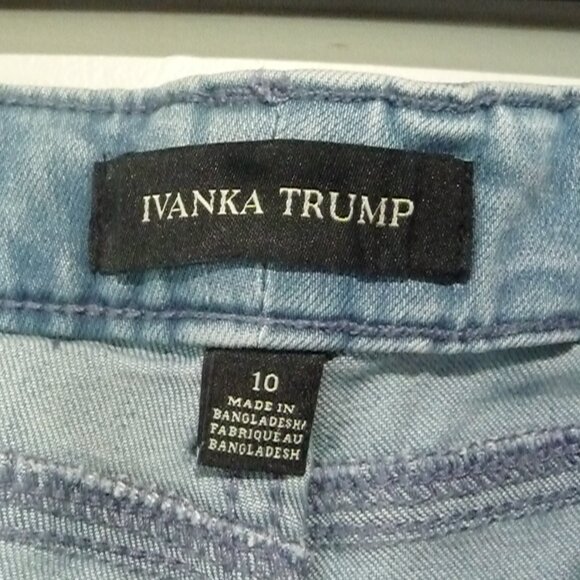 IVANKA TRUMP
10
MADE IN
BANGLADESH/
FABRIQUÉ AU
BANGLADESH